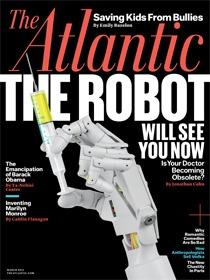 The
Atlantic
Saving Kids From Bullies
By Emily Bazelon
THE ROBOT
WILL SEE
YOU NOW
Is Your Doctor
Becoming
Obsolete?
By Jonathan Cohn
The
Emancipation
of Barack
Obama
By Ta-Nehisi
Coates
Inventing
Marilyn
Monroe
By Caitlin Flanagan
Why
Romantic
Comedies
Are So Bad
How
Anthropologists
Sell Vodka
The New
Chastity in
Paris
MARCH 2013
THEATLANTIC.COM